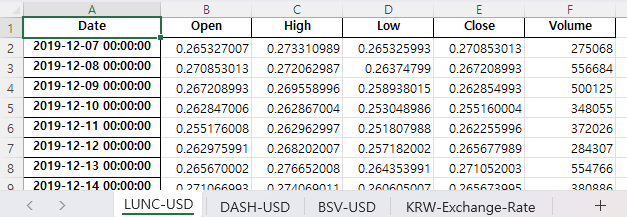 A B C D E F
1 Date Open High Low Close Volume
2 2019-12-07 00:00:00 0.265327007 0.273310989 0.265325993 0.270853013 275068
3 2019-12-08 00:00:00 0.270853013 0.272062987 0.26374799 0.267208993 556684
4 2019-12-09 00:00:00 0.267208993 0.269558996 0.258938015 0.262854993 500125
5 2019-12-10 00:00:00 0.262847006 0.262867004 0.253048986 0.255160004 348055
6 2019-12-11 00:00:00 0.255176008 0.262962997 0.251807988 0.262255996 372026
7 2019-12-12 00:00:00 0.262975991 0.268202007 0.257182002 0.265677989 284307
8 2019-12-13 00:00:00 0.265670002 0.276652008 0.264353991 0.271052003 554766
9 2019-12-14 00:00:00 0.271066993 0.274069011 0.260605007 0.265673995 380886
LUNC-USD DASH-USD BSV-USD KRW-Exchange-Rate +